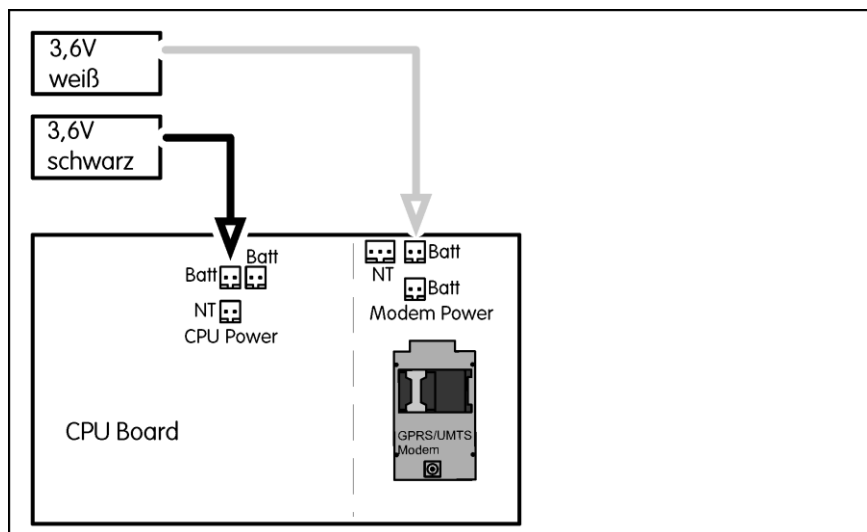 3,6V
weiß
3,6V
schwarz
Batt
Batt
Batt
NT
Batt
NT
Modem Power
CPU Power
CPU Board
GPRS/UMTS
Modem